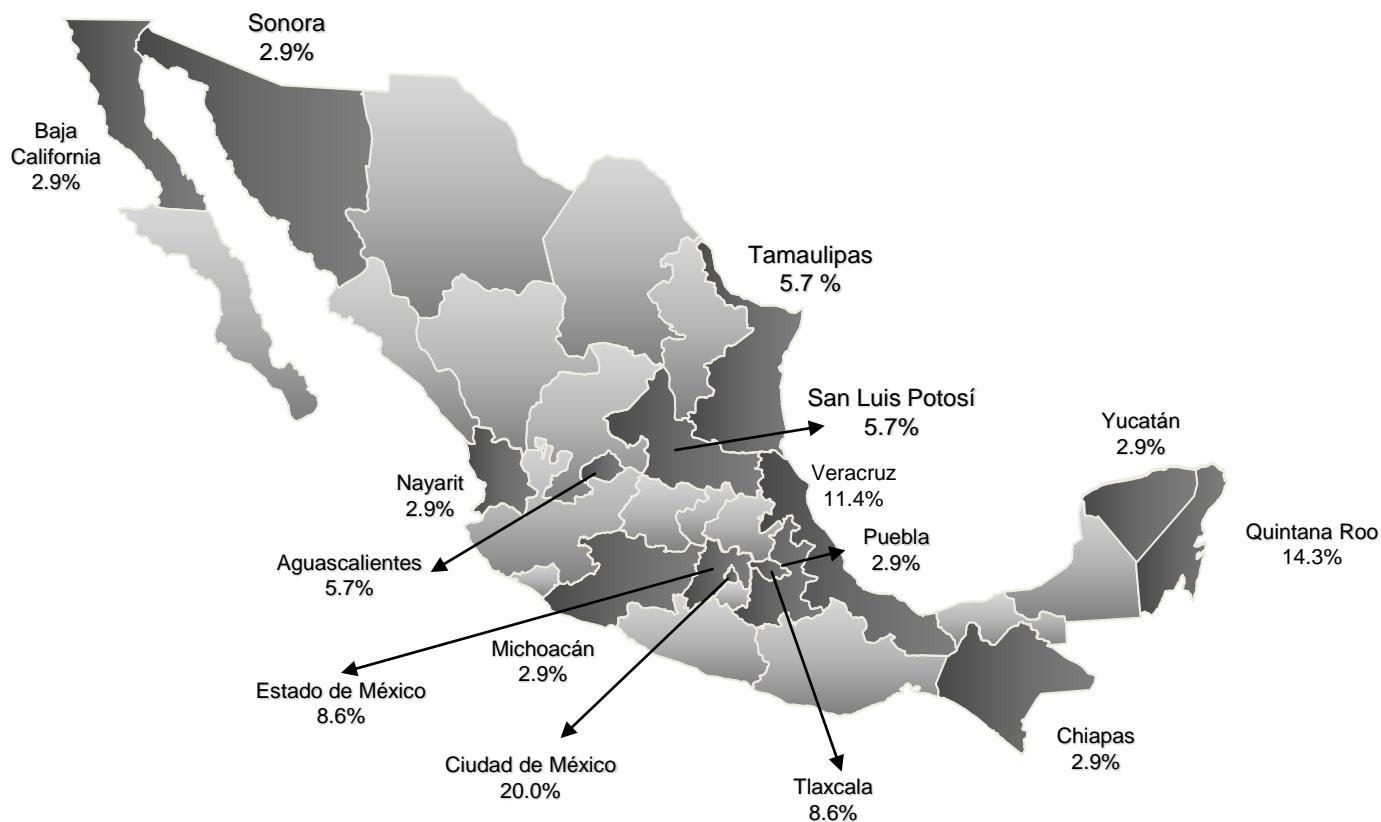 Sonora
2.9%
Baja
California
2.9%
Tamaulipas
5.7 %
San Luis Potosí
5.7%
Yucatán
2.9%
Nayarit
2.9%
Veracruz
11.4%
Quintana Roo
14.3%
Puebla
2.9%
Aguascalientes
5.7%
Michoacán
2.9%
Estado de México
8.6%
Chiapas
2.9%
Ciudad de México
20.0%
Tlaxcala
8.6%